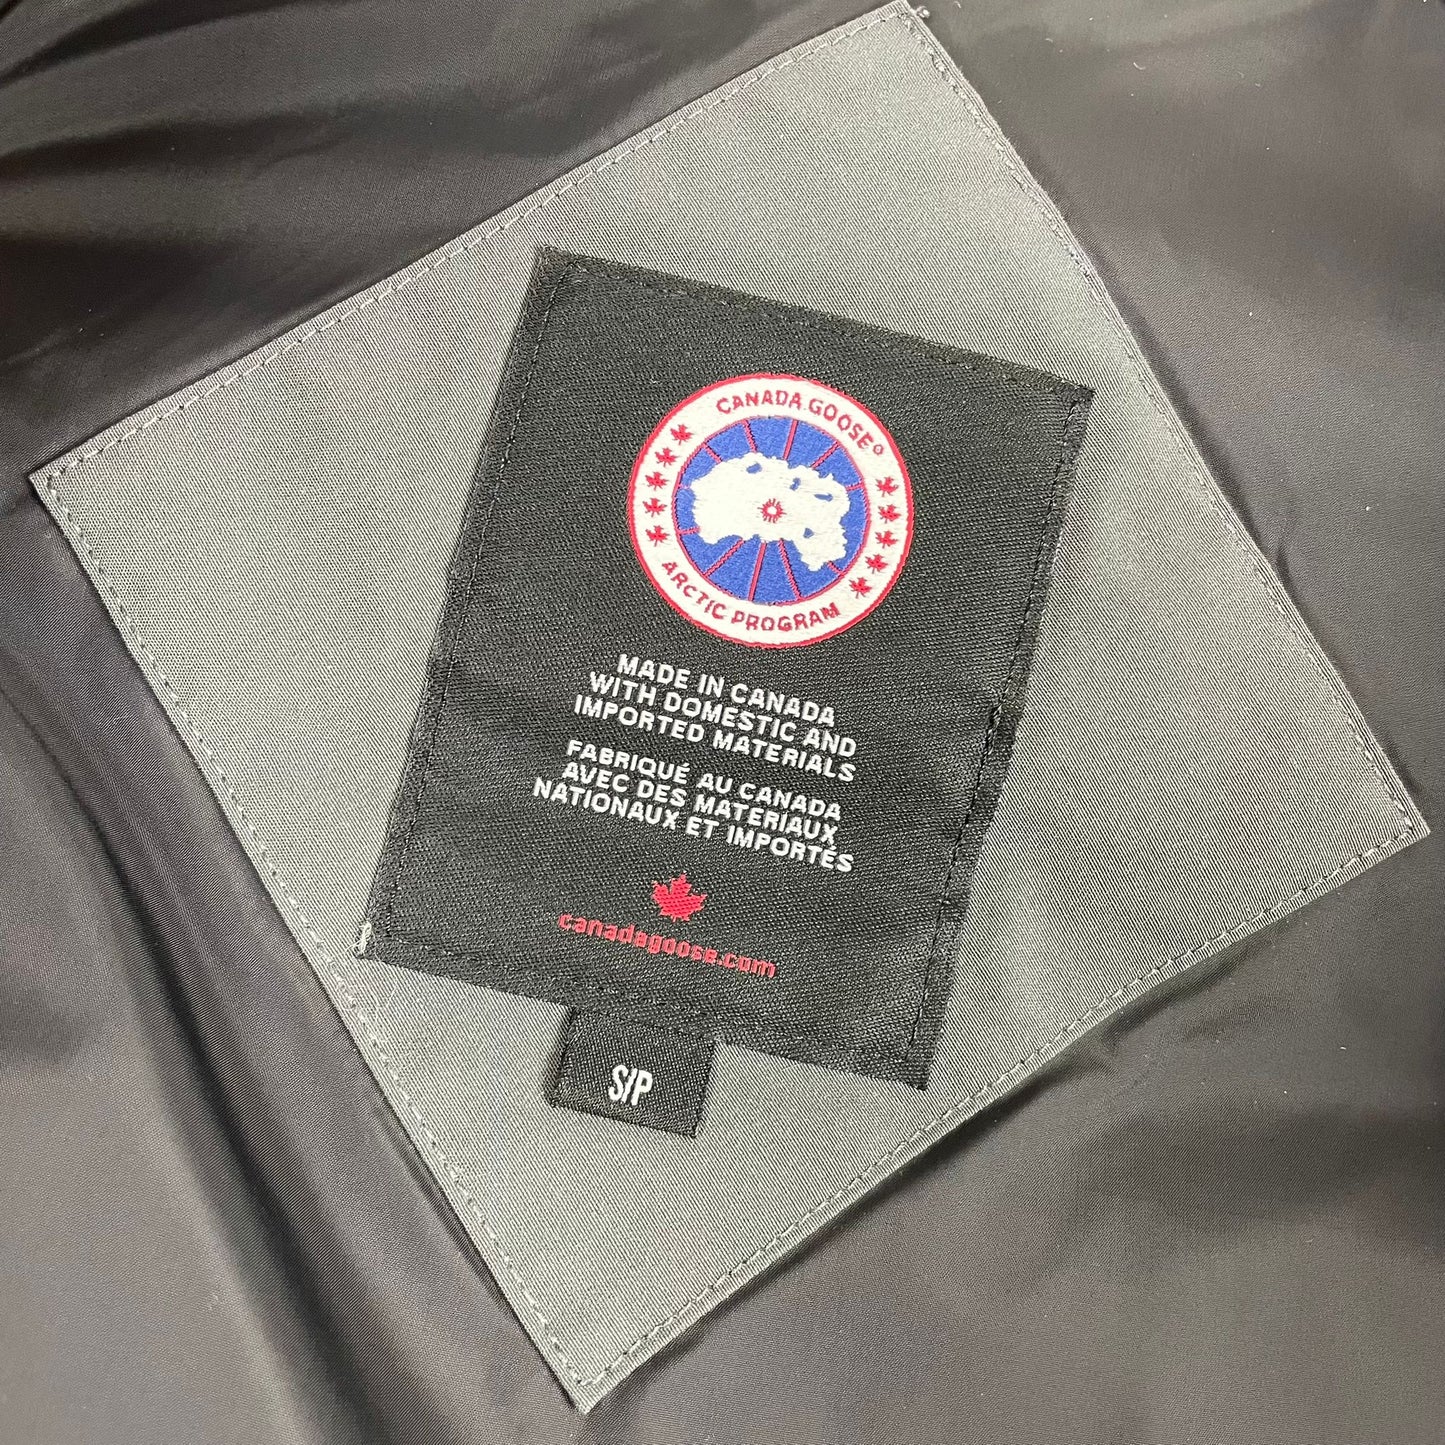 CANADA GOOSE
ARCTIC PROGRAM
MADE IN CANADA
WITH DOMESTIC AND
IMPORTED MATERIALS
FABRIQUÉ AU CANADA
AVEC DES MATÉRIAUX
NATIONAUX ET IMPORTÉS
canadagoose.com
S/P